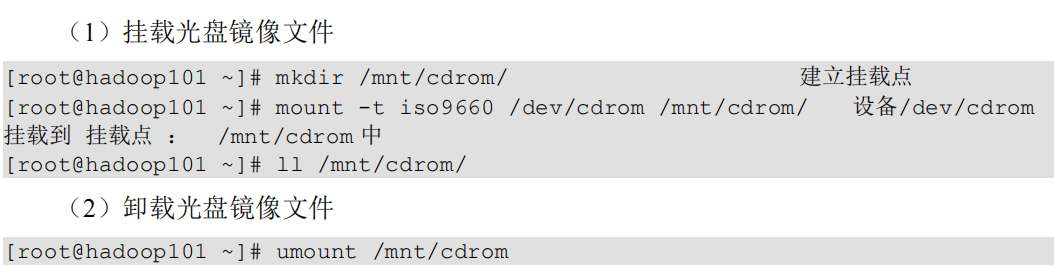 （1）挂载光盘镜像文件
[root@hadoop101 ~]# mkdir /mnt/cdrom/ 建立挂载点
[root@hadoop101 ~]# mount -t iso9660 /dev/cdrom /mnt/cdrom/ 设备/dev/cdrom
挂载到 挂载点 ： /mnt/cdrom 中
[root@hadoop101 ~]# ll /mnt/cdrom/
（2）卸载光盘镜像文件
[root@hadoop101 ~]# umount /mnt/cdrom